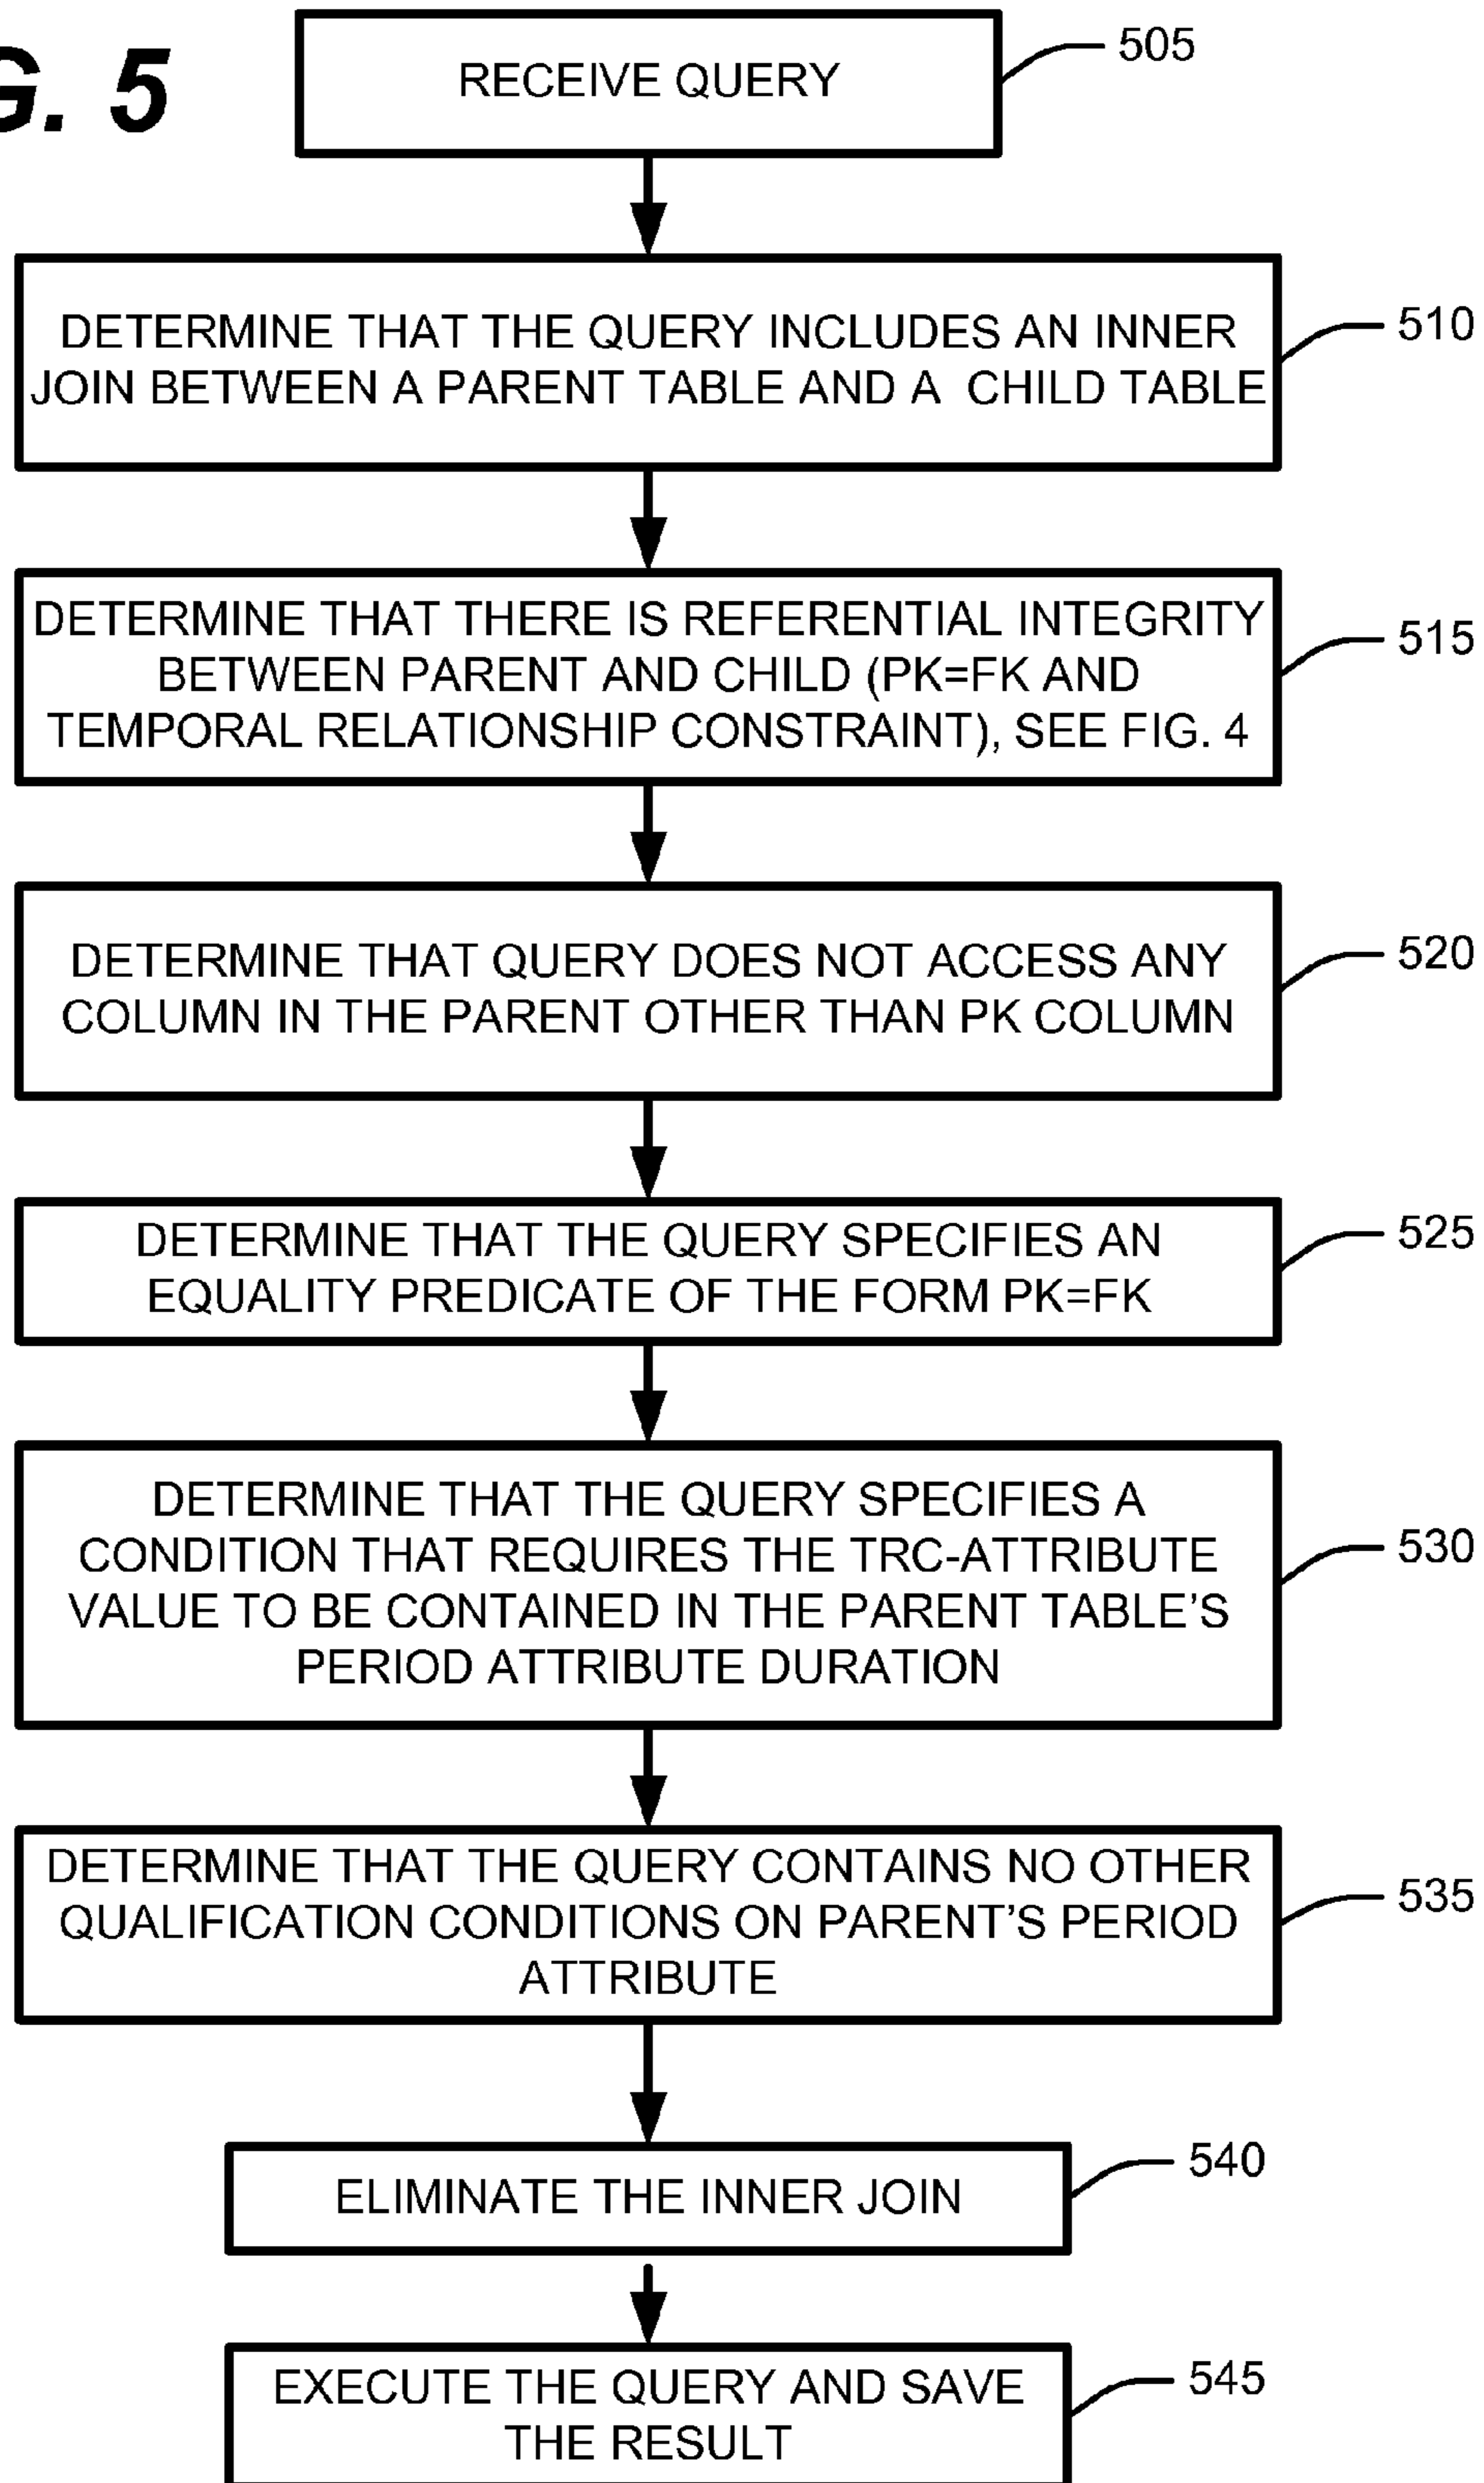 G. 5
RECEIVE QUERY
505
DETERMINE THAT THE QUERY INCLUDES AN INNER
JOIN BETWEEN A PARENT TABLE AND A CHILD TABLE
510
DETERMINE THAT THERE IS REFERENTIAL INTEGRITY
BETWEEN PARENT AND CHILD (PK=FK AND
TEMPORAL RELATIONSHIP CONSTRAINT), SEE FIG. 4
515
DETERMINE THAT QUERY DOES NOT ACCESS ANY
COLUMN IN THE PARENT OTHER THAN PK COLUMN
520
DETERMINE THAT THE QUERY SPECIFIES AN
EQUALITY PREDICATE OF THE FORM PK=FK
525
DETERMINE THAT THE QUERY SPECIFIES A
CONDITION THAT REQUIRES THE TRC-ATTRIBUTE
VALUE TO BE CONTAINED IN THE PARENT TABLE'S
PERIOD ATTRIBUTE DURATION
530
DETERMINE THAT THE QUERY CONTAINS NO OTHER
QUALIFICATION CONDITIONS ON PARENT'S PERIOD
ATTRIBUTE
535
ELIMINATE THE INNER JOIN
540
EXECUTE THE QUERY AND SAVE
THE RESULT
545